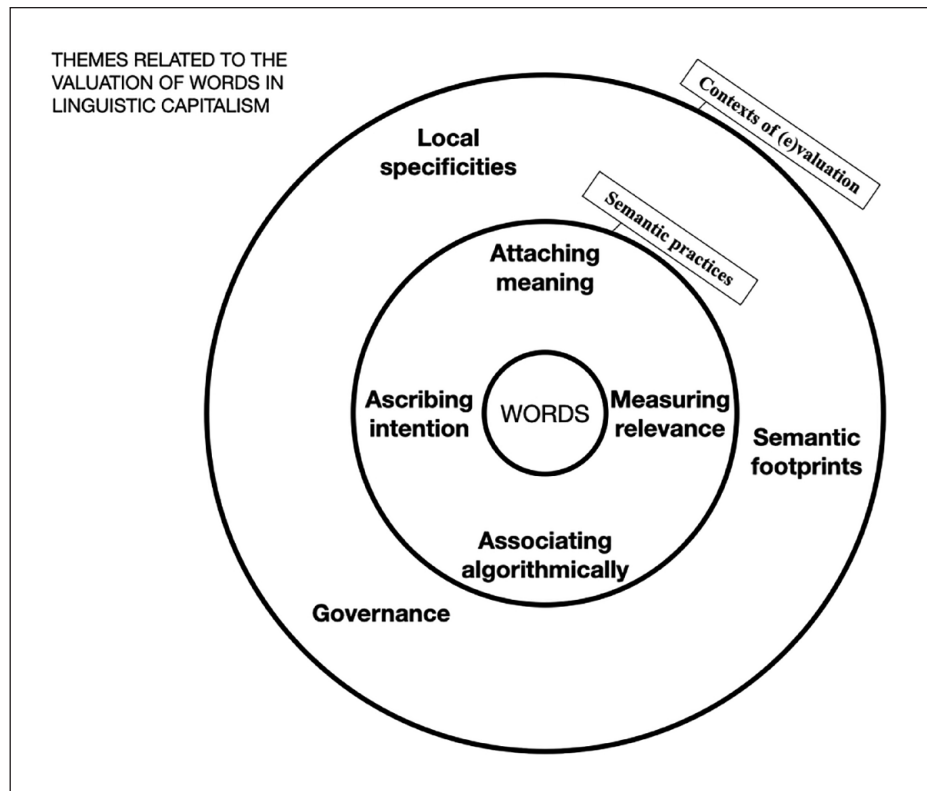 THEMES RELATED TO THE
VALUATION OF WORDS IN
LINGUISTIC CAPITALISM
Contexts of (e)valuation
Local
specificities
Semantic practices
Attaching
meaning
Ascribing
intention
WORDS
Measuring
relevance
Semantic
footprints
Associating
algorithmically
Governance